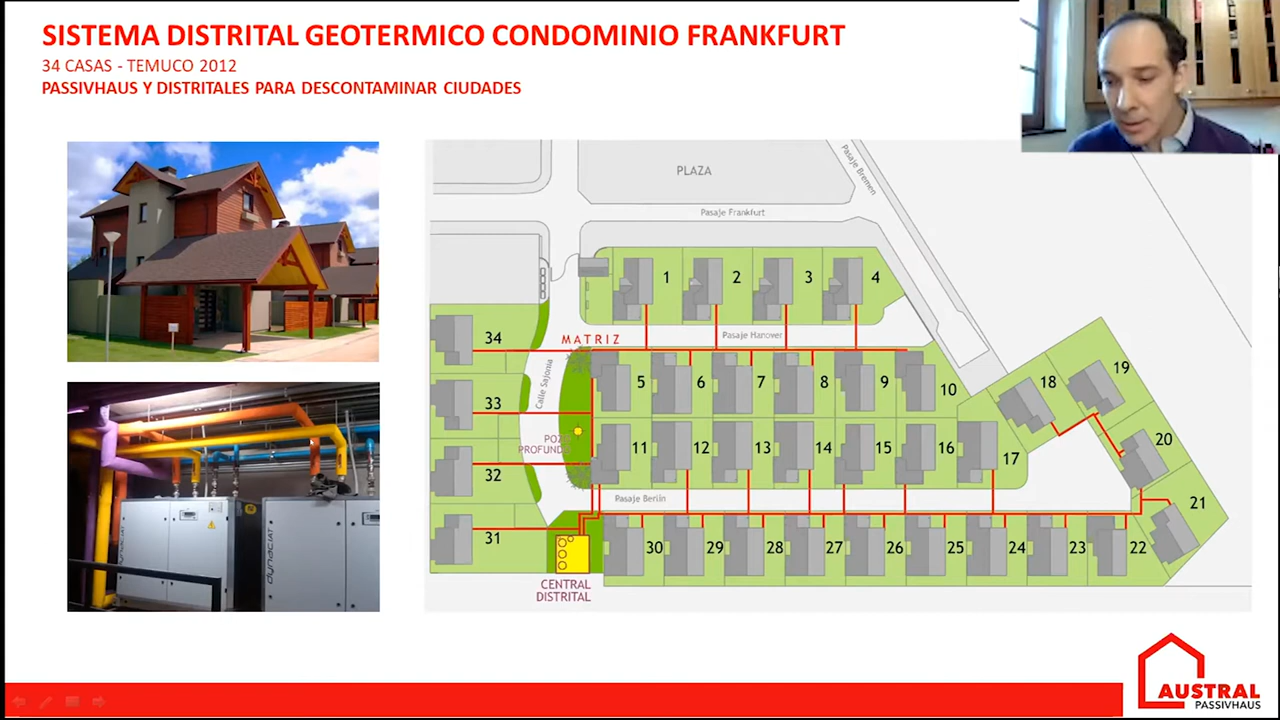 SISTEMA DISTRITAL GEOTERMICO CONDOMINIO FRANKFURT
34 CASAS - TEMUCO 2012
PASSIVHAUS Y DISTRITALES PARA DESCONTAMINAR CIUDADES
PLAZA
Pasaje Bremen
Pasaje Frankfurt
1
2
3
4
34
MATRIZ
Pasaje Hanover
Calle Sajonia
5
6
7
8
9
10
18
19
33
POZO
PROFUNDO
11
12
13
14
15
16
17
20
32
Pasaje Berlin
21
31
30
29
28
27
26
25
24
23
22
CENTRAL
DISTRITAL
dynaciat
dynaciat
AUSTRAL
PASSIVHAUS